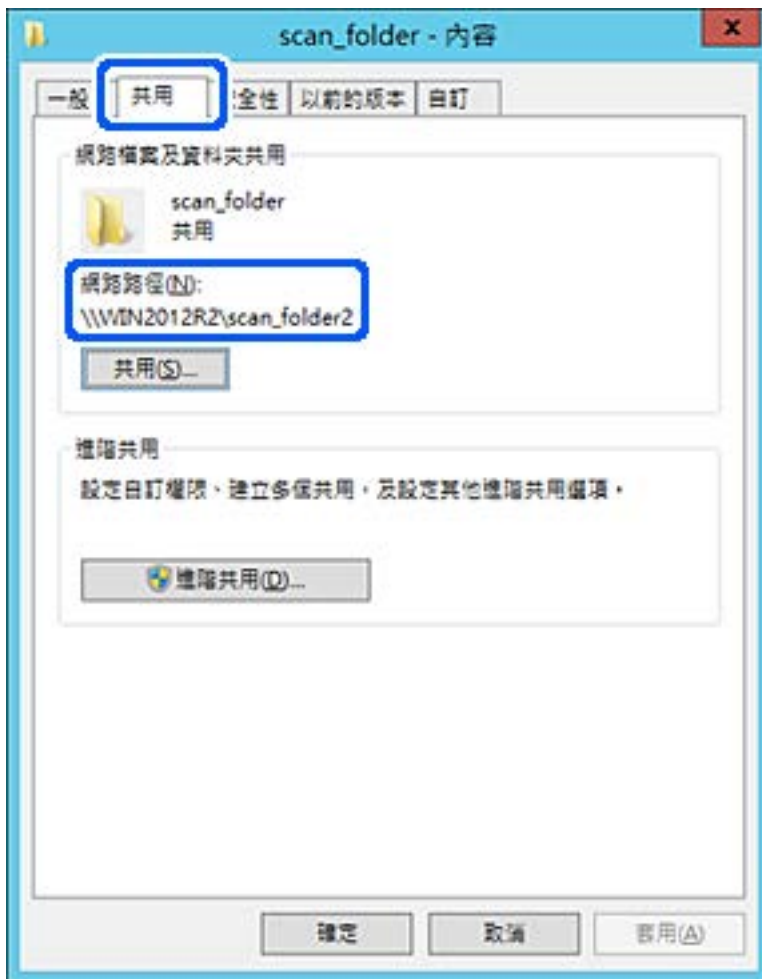 scan_folder - 內容
一般 共用 安全性 以前的版本 自訂
網路檔案及資料夾共用
scan_folder
共用
網路路徑(N):
\\WIN2012R2\scan_folder2
共用(S)...
進階共用
設定自訂權限、建立多個共用，及設定其他進階共用選項。
進階共用(D)...
確定 取消 套用(A)